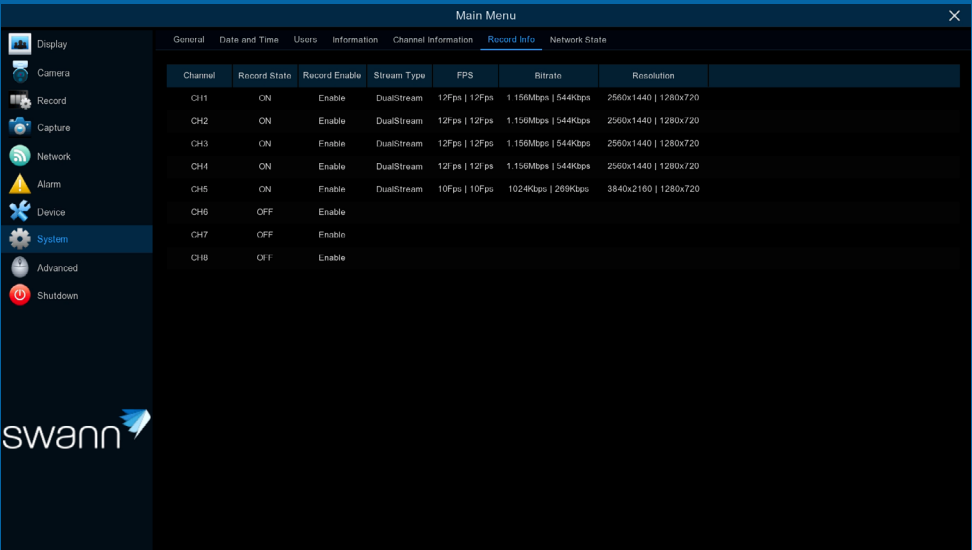 Main Menu
Display
Camera
Record
Capture
Network
Alarm
Device
System
Advanced
Shutdown
swann
General Date and Time Users Information Channel Information Record Info Network State
Channel Record State Record Enable Stream Type FPS Bitrate Resolution
CH1 ON Enable DualStream 12Fps | 12Fps 1.156Mbps | 544Kbps 2560x1440 | 1280x720
CH2 ON Enable DualStream 12Fps | 12Fps 1.156Mbps | 544Kbps 2560x1440 | 1280x720
CH3 ON Enable DualStream 12Fps | 12Fps 1.156Mbps | 544Kbps 2560x1440 | 1280x720
CH4 ON Enable DualStream 12Fps | 12Fps 1.156Mbps | 544Kbps 2560x1440 | 1280x720
CH5 ON Enable DualStream 10Fps | 10Fps 1024Kbps | 269Kbps 3840x2160 | 1280x720
CH6 OFF Enable
CH7 OFF Enable
CH8 OFF Enable